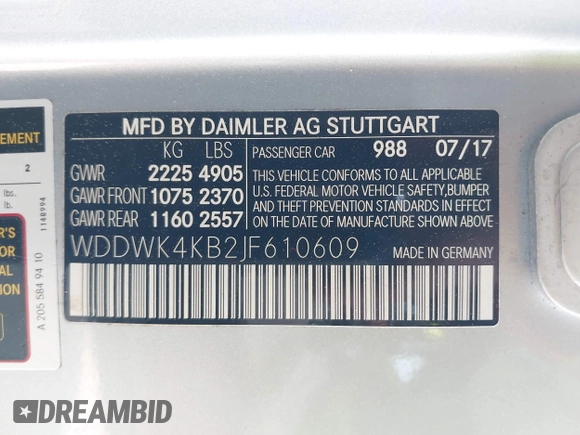 MFD BY DAIMLER AG STUTTGART
KG LBS
PASSENGER CAR 988 07/17
GVWR 2225 4905
GAWR FRONT 1075 2370
GAWR REAR 1160 2557
THIS VEHICLE CONFORMS TO ALL APPLICABLE
U.S. FEDERAL MOTOR VEHICLE SAFETY, BUMPER
AND THEFT PREVENTION STANDARDS IN EFFECT
ON THE DATE OF MANUFACTURE SHOWN ABOVE
WDDWK4KB2JF610609
MADE IN GERMANY
EMENT
2
lbs.
1148994
R'S
AL
ION
A 205 584 94 10
DREAMBID